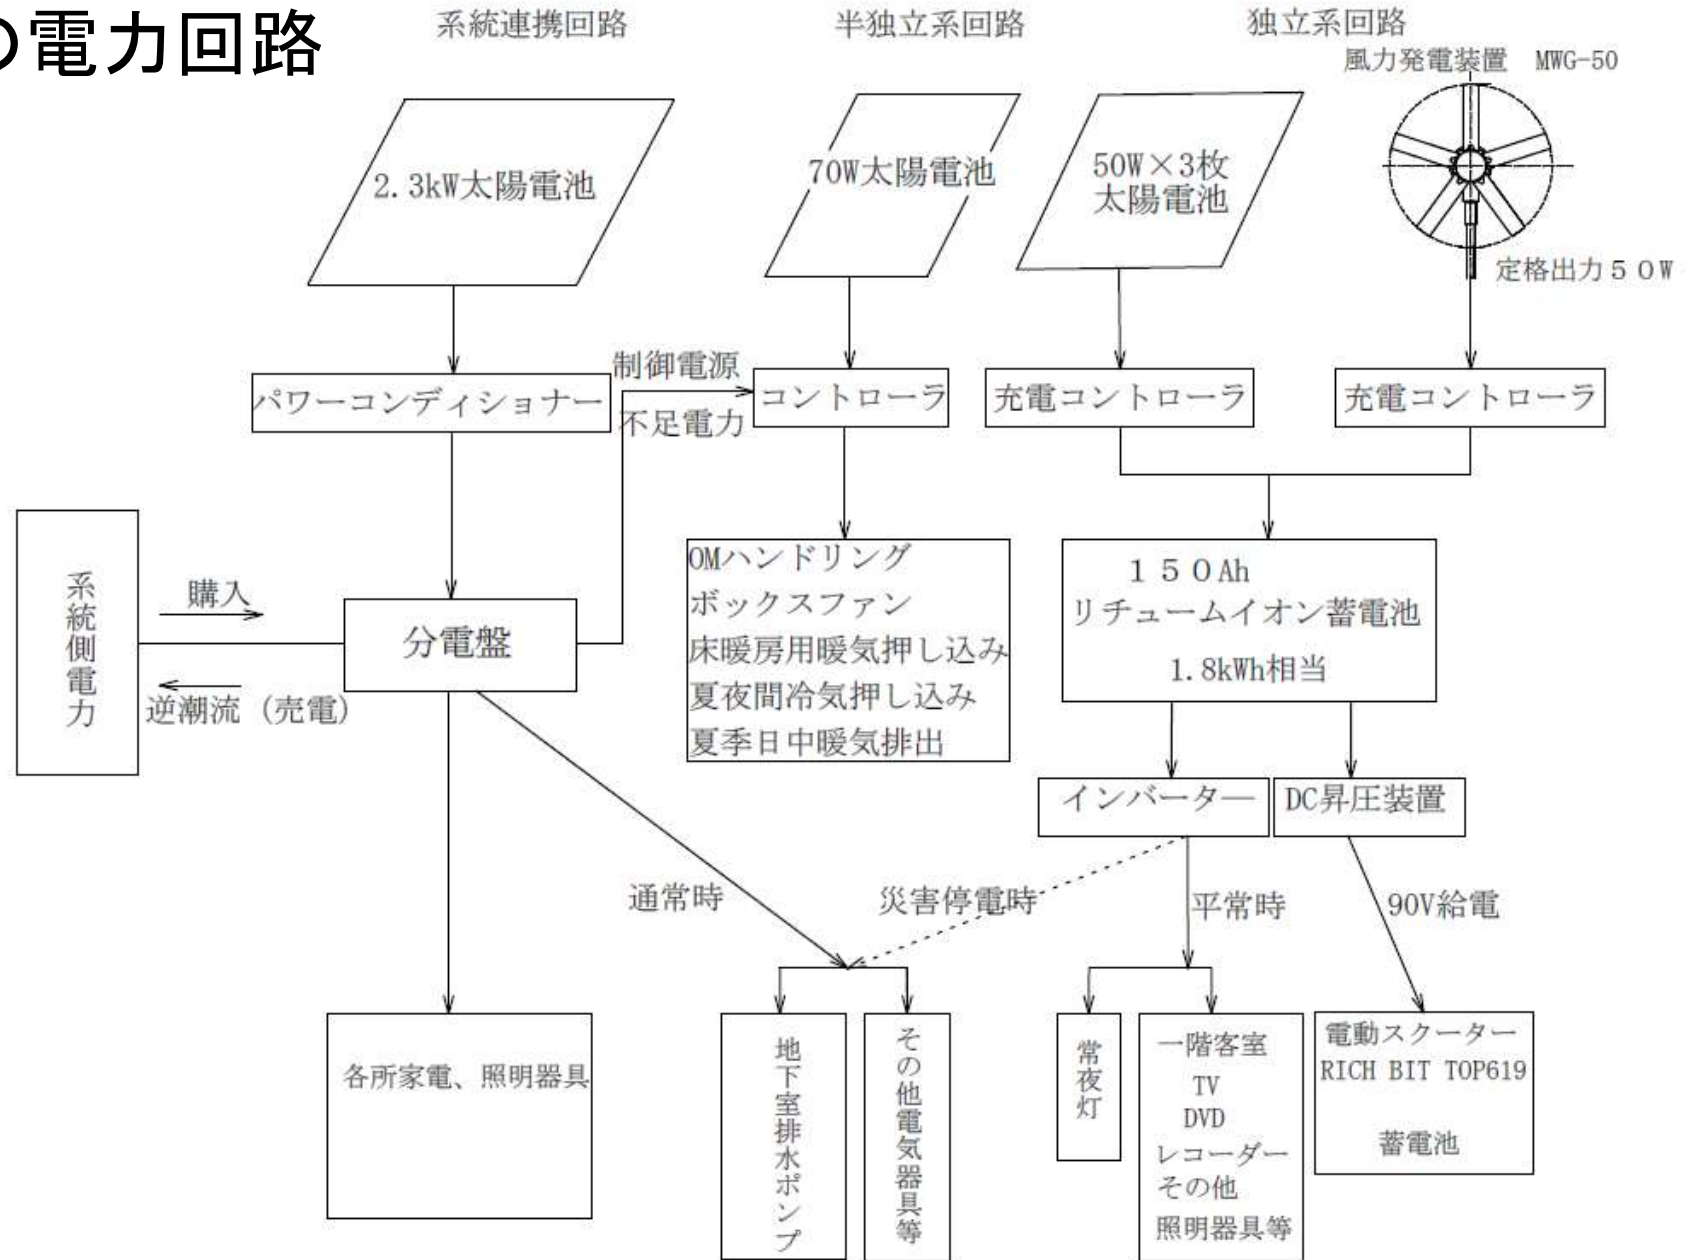 の電力回路
系統連携回路
半独立系回路
独立系回路
風力発電装置　MWG-50
2.3kW太陽電池
70W太陽電池
50W×3枚
太陽電池
定格出力５０W
パワーコンディショナー
制御電源
不足電力
コントローラ
充電コントローラ
充電コントローラ
系統側電力
購入
逆潮流（売電）
分電盤
OMハンドリング
ボックスファン
床暖房用暖気押し込み
夏夜間冷気押し込み
夏季日中暖気排出
１５０Ah
リチュームイオン蓄電池
1.8kWh相当
インバーター
DC昇圧装置
通常時
災害停電時
平常時
90V給電
各所家電、照明器具
地下室排水ポンプ
その他電気器具等
常夜灯
一階客室
TV
DVD
レコーダー
その他
照明器具等
電動スクーター
RICH BIT TOP619
蓄電池